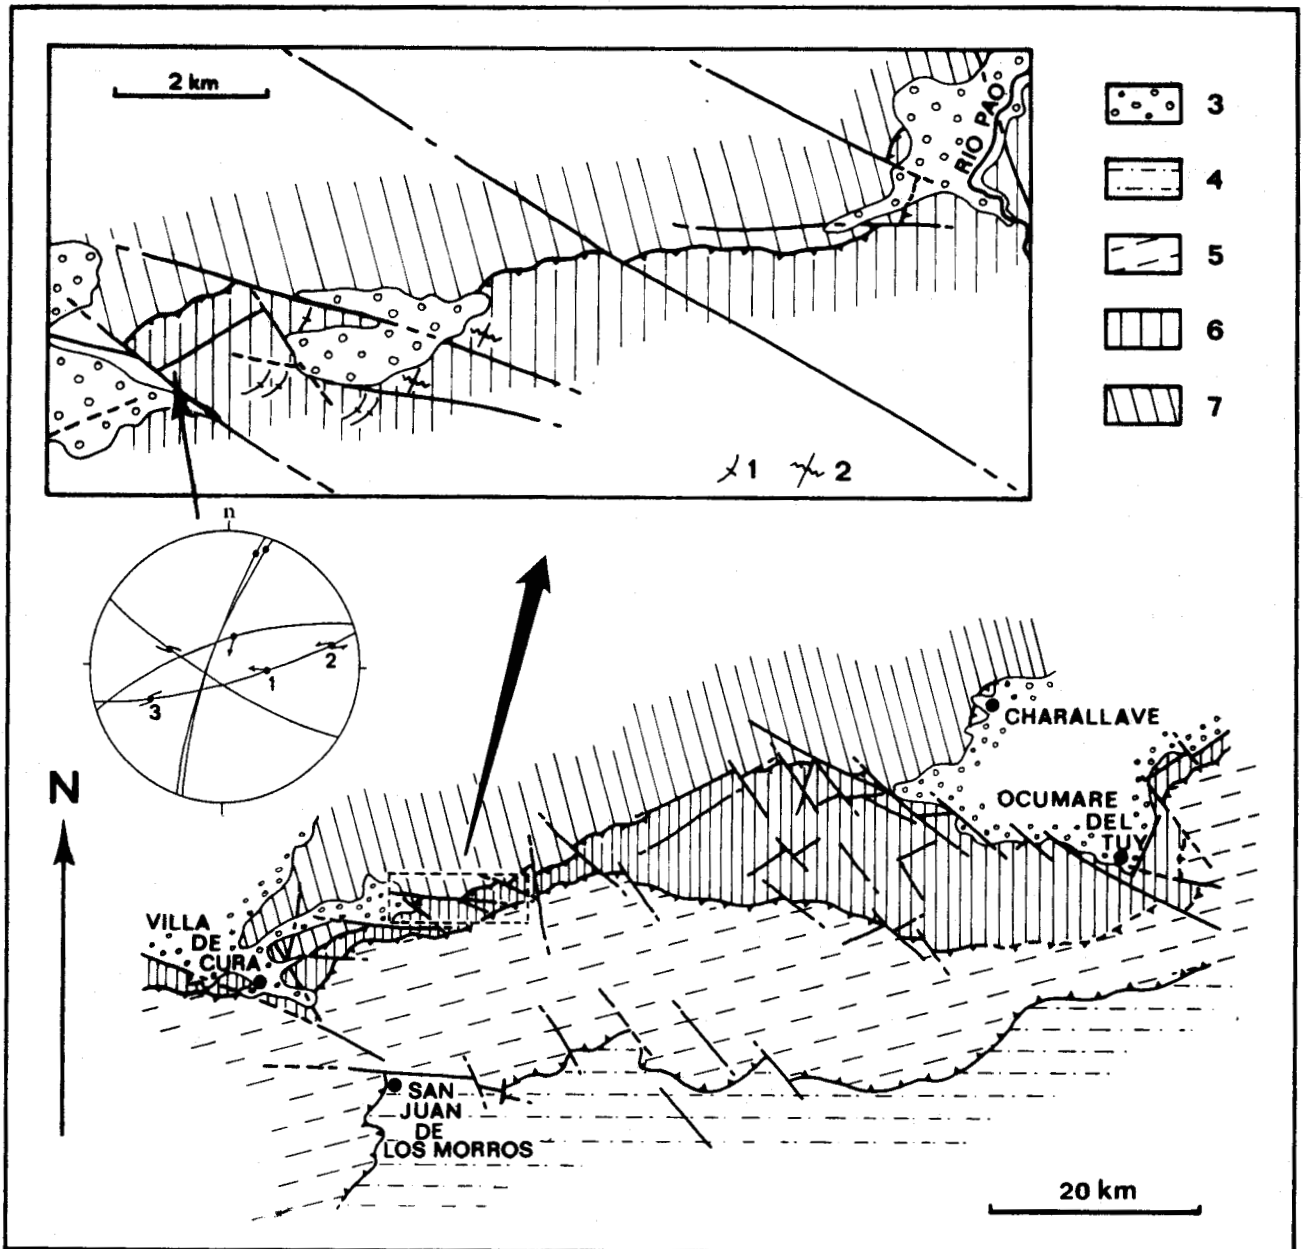 2 km
RIO PAO
1
2
3
4
5
6
7
n
1
2
3
N
CHARALLAVE
OCUMARE
DEL
TUY
VILLA
DE
CURA
SAN
JUAN
DE
LOS MORROS
20 km